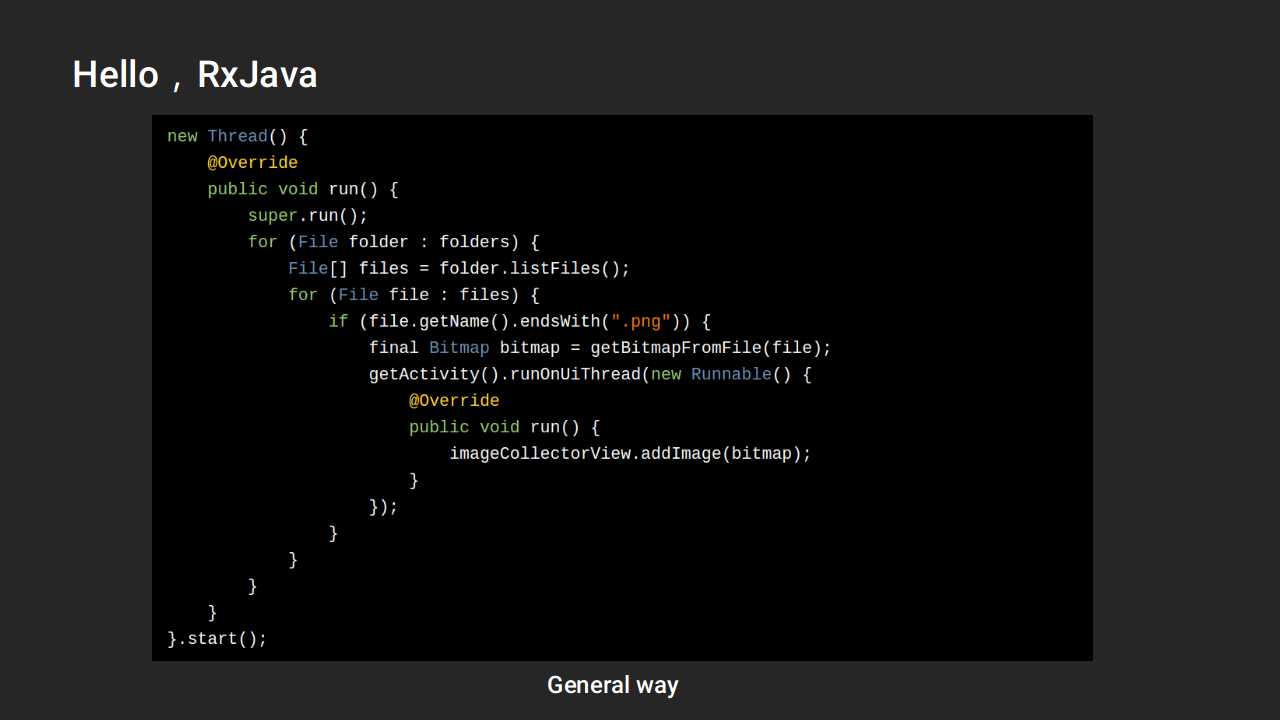 Hello , RxJava
new Thread() {
    @Override
    public void run() {
        super.run();
        for (File folder : folders) {
            File[] files = folder.listFiles();
            for (File file : files) {
                if (file.getName().endsWith(".png")) {
                    final Bitmap bitmap = getBitmapFromFile(file);
                    getActivity().runOnUiThread(new Runnable() {
                        @Override
                        public void run() {
                            imageCollectorView.addImage(bitmap);
                        }
                    });
                }
            }
        }
    }
}.start();
General way